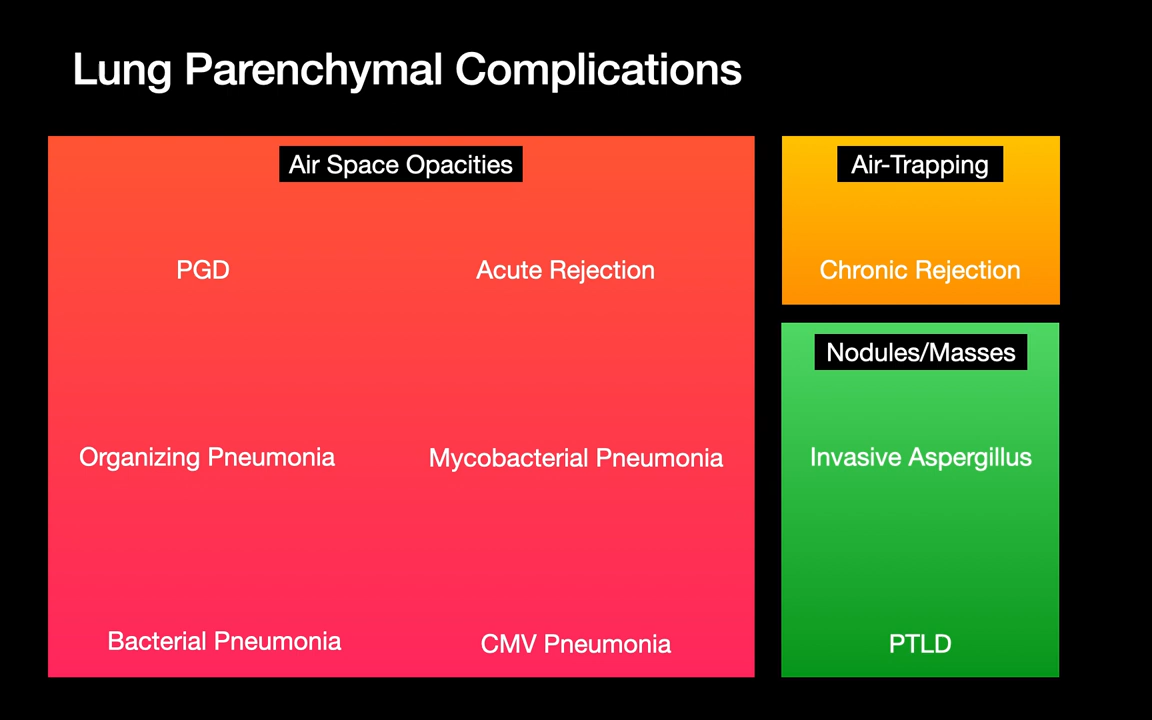 Lung Parenchymal Complications
Air Space Opacities
PGD
Acute Rejection
Organizing Pneumonia
Mycobacterial Pneumonia
Bacterial Pneumonia
CMV Pneumonia
Air-Trapping
Chronic Rejection
Nodules/Masses
Invasive Aspergillus
PTLD